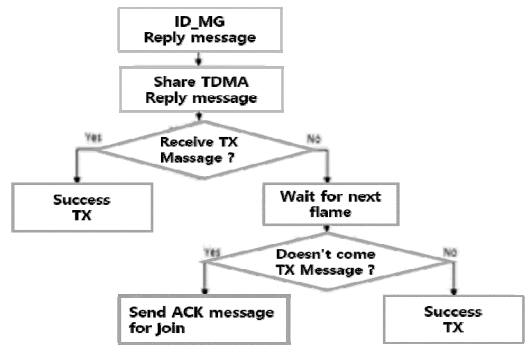 ID_MG
Reply message
Share TDMA
Reply message
Yes
Receive TX
Massage ?
No
Success
TX
Wait for next
flame
Yes
Doesn't come
TX Message ?
No
Send ACK message
for Join
Success
TX